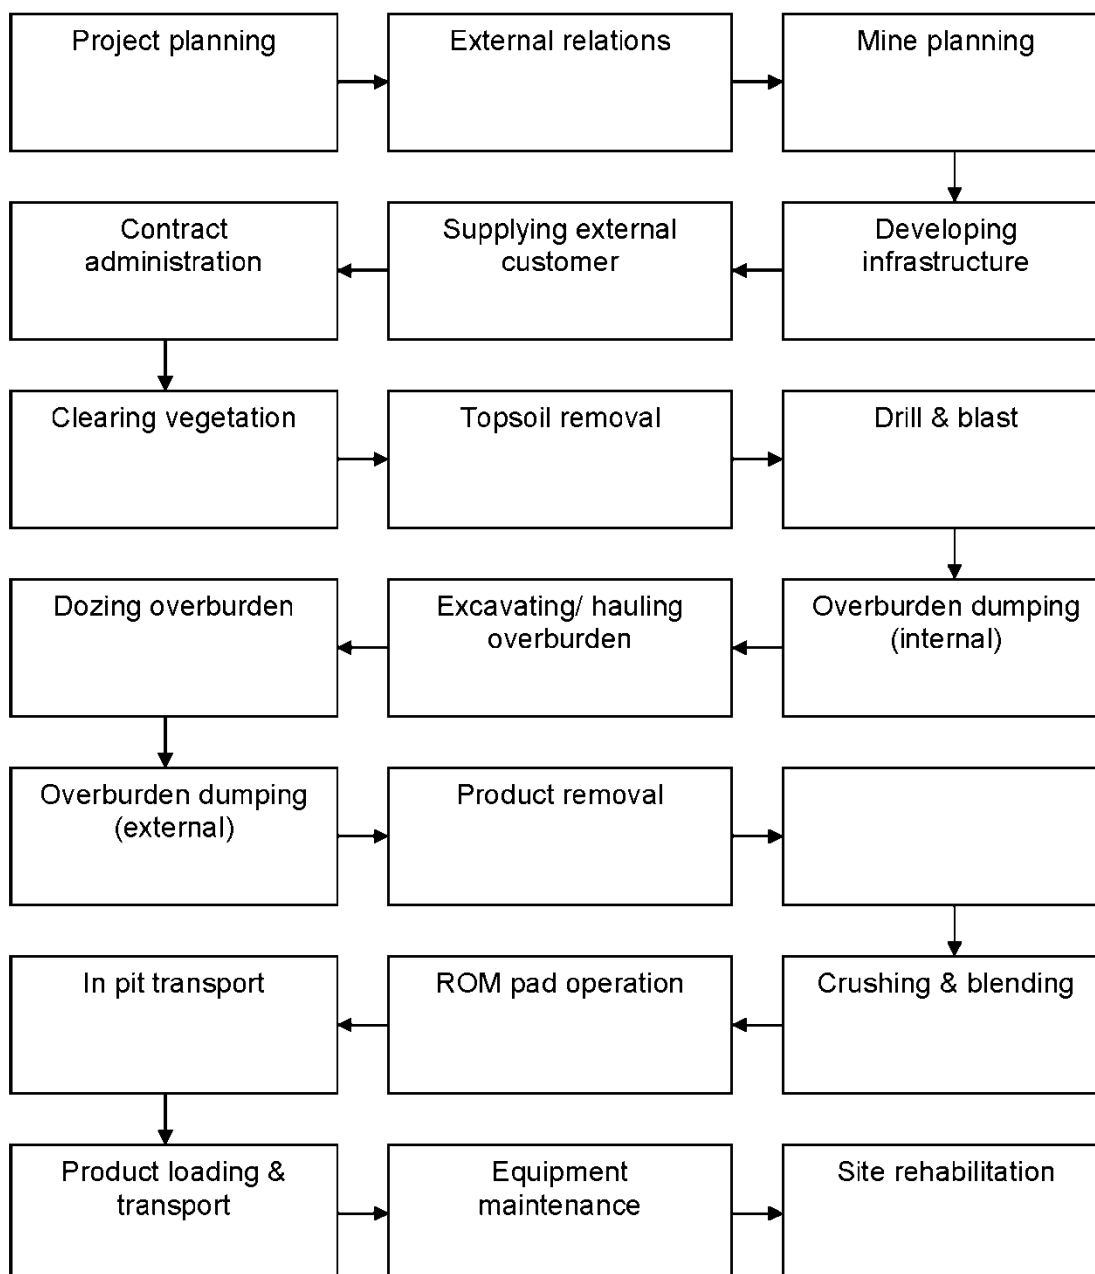 Project planning
External relations
Mine planning
Contract
administration
Supplying external
customer
Developing
infrastructure
Clearing vegetation
Topsoil removal
Drill & blast
Dozing overburden
Excavating/ hauling
overburden
Overburden dumping
(internal)
Overburden dumping
(external)
Product removal
In pit transport
ROM pad operation
Crushing & blending
Product loading &
transport
Equipment
maintenance
Site rehabilitation